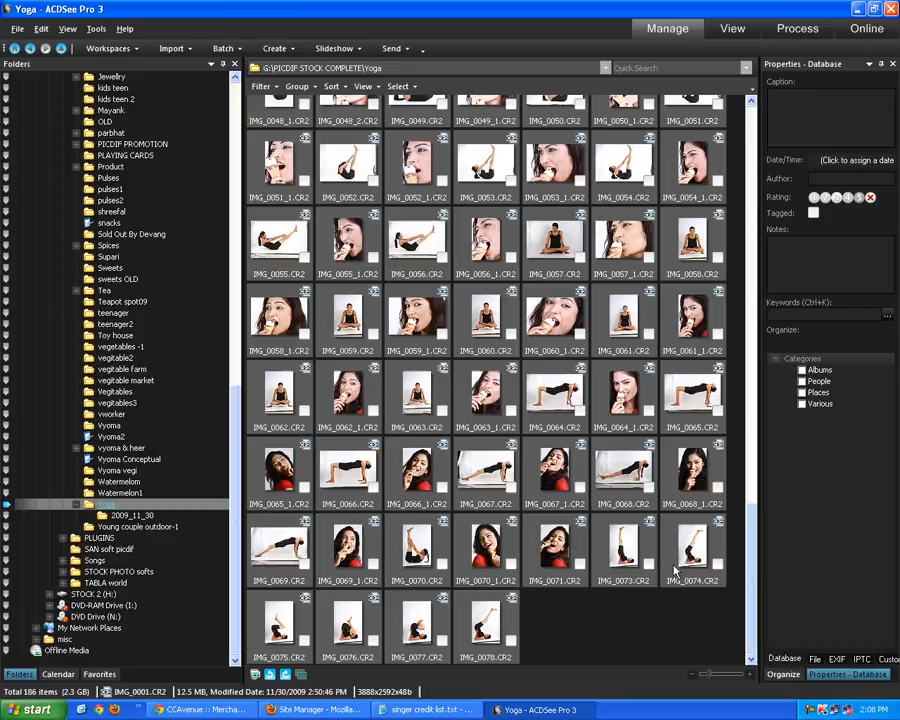 Yoga - ACDSee Pro 3
File Edit View Tools Help
Manage View Process Online
Workspaces Import Batch Create Slideshow Send
Folders
G:\PICDIF STOCK COMPLETE\Yoga
Quick Search
Properties - Database
Filter Group Sort View Select
Jewellry
kids teen
kids teen 2
Mayank
OLD
parbhat
PICDIF PROMOTION
PLAYING CARDS
Product
Pulses
pulses1
pulses2
shreefal
snacks
Sold Out By Devang
Spices
Supari
Sweets
sweets OLD
Tea
Teapot spot09
teenager
teenager2
Toy house
vegetables -1
vegitable2
vegitable farm
vegitable market
Vegitables
vegitables3
vworker
Vyoma
Vyoma2
vyoma & heer
Vyoma Conceptual
Vyoma vegi
Watermelom
Watermelon1
Yoga
2009_11_30
Young couple outdoor-1
PLUGINS
SAN soft picdif
Songs
STOCK PHOTO softs
TABLA world
STOCK 2 (H:)
DVD-RAM Drive (I:)
DVD Drive (N:)
My Network Places
misc
Offline Media
Folders Calendar Favorites
IMG_0048.CR2 IMG_0048_2.CR2 IMG_0049.CR2 IMG_0049_1.CR2 IMG_0050.CR2 IMG_0050_1.CR2 IMG_0051.CR2
IMG_0051_1.CR2 IMG_0052.CR2 IMG_0052_1.CR2 IMG_0053.CR2 IMG_0053_1.CR2 IMG_0054.CR2 IMG_0054_1.CR2
IMG_0055.CR2 IMG_0055_1.CR2 IMG_0056.CR2 IMG_0056_1.CR2 IMG_0057.CR2 IMG_0057_1.CR2 IMG_0058.CR2
IMG_0058_1.CR2 IMG_0059.CR2 IMG_0059_1.CR2 IMG_0060.CR2 IMG_0060_1.CR2 IMG_0061.CR2 IMG_0061_1.CR2
IMG_0062.CR2 IMG_0062_1.CR2 IMG_0063.CR2 IMG_0063_1.CR2 IMG_0064.CR2 IMG_0064_1.CR2 IMG_0065.CR2
IMG_0065_1.CR2 IMG_0066.CR2 IMG_0066_1.CR2 IMG_0067.CR2 IMG_0067_1.CR2 IMG_0068.CR2 IMG_0068_1.CR2
IMG_0069.CR2 IMG_0069_1.CR2 IMG_0070.CR2 IMG_0070_1.CR2 IMG_0071.CR2 IMG_0073.CR2 IMG_0074.CR2
IMG_0075.CR2 IMG_0076.CR2 IMG_0077.CR2 IMG_0078.CR2
Caption:
Date/Time: (Click to assign a date
Author:
Rating:
Tagged:
Notes:
Keywords (Ctrl+K):
Organize:
Categories
Albums
People
Places
Various
Database File EXIF IPTC Custo
Organize Properties - Database
Total 186 items (2.3 GB) IMG_0001.CR2 12.5 MB, Modified Date: 11/30/2009 2:50:46 PM 3888x2592x48b
start CCAvenue :: Mercha... Site Manager - Mozilla... singer credit list.txt - ... Yoga - ACDSee Pro 3 2:08 PM